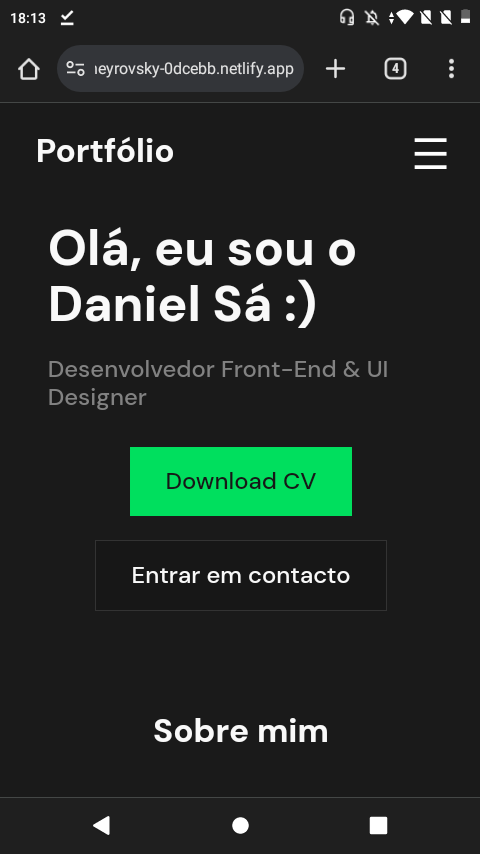 18:13
neyrovsky-0dcebb.netlify.app
4
Portfólio
Olá, eu sou o
Daniel Sá :)
Desenvolvedor Front-End & UI
Designer
Download CV
Entrar em contacto
Sobre mim